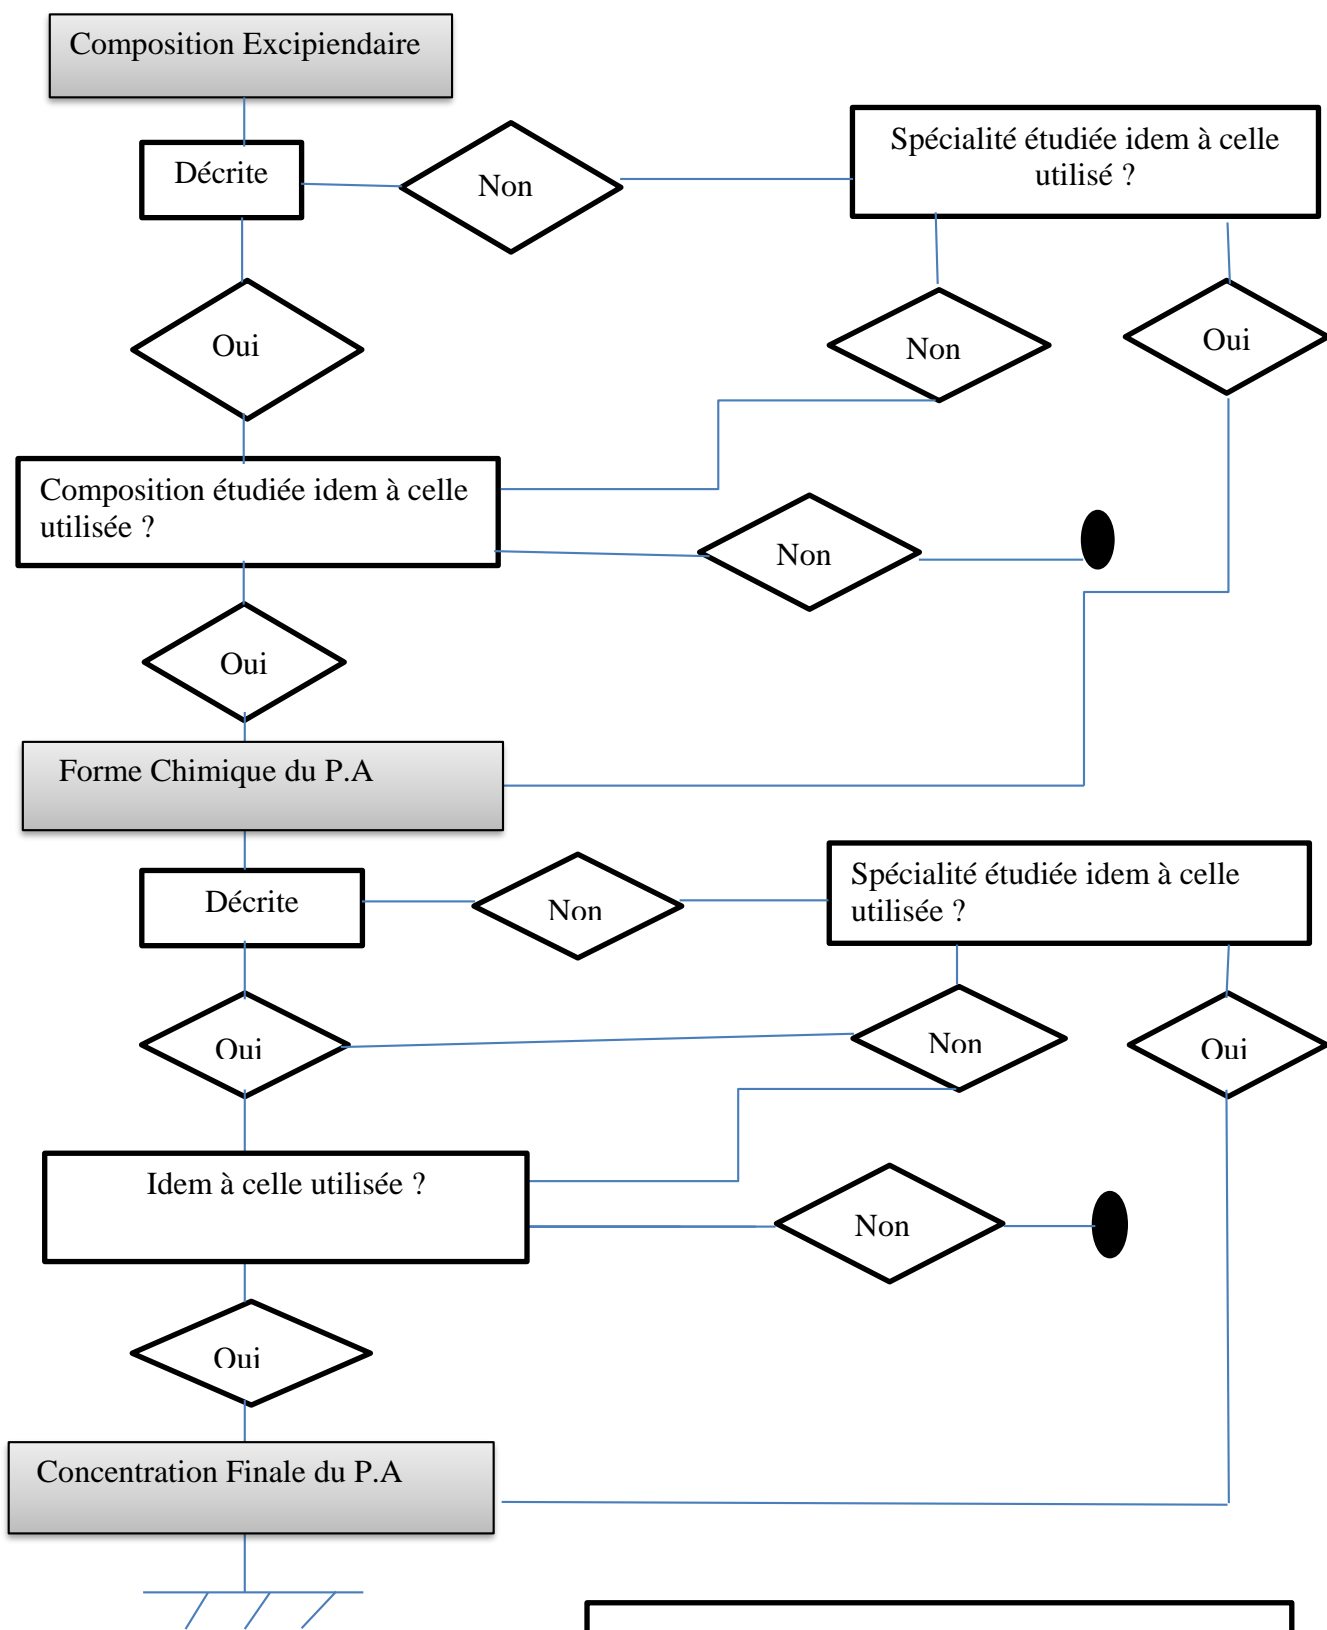 Composition Excipiendaire
Décrite
Non
Spécialité étudiée idem à celle
utilisé ?
Oui
Non
Oui
Composition étudiée idem à celle
utilisée ?
Non
Oui
Forme Chimique du P.A
Décrite
Non
Spécialité étudiée idem à celle
utilisée ?
Oui
Non
Oui
Idem à celle utilisée ?
Non
Oui
Concentration Finale du P.A